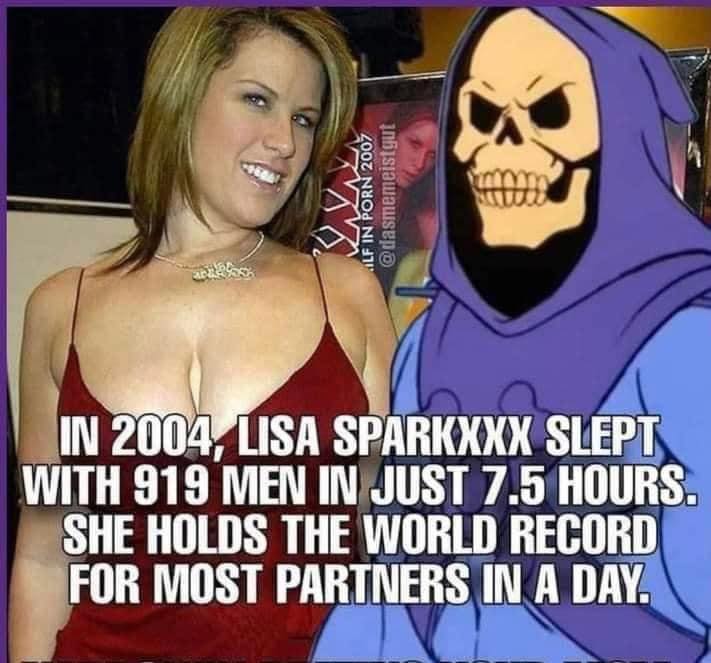 ILF IN PORN 2007
@dasmemeistgut
IN 2004, LISA SPARKXXX SLEPT
WITH 919 MEN IN JUST 7.5 HOURS.
SHE HOLDS THE WORLD RECORD
FOR MOST PARTNERS IN A DAY.